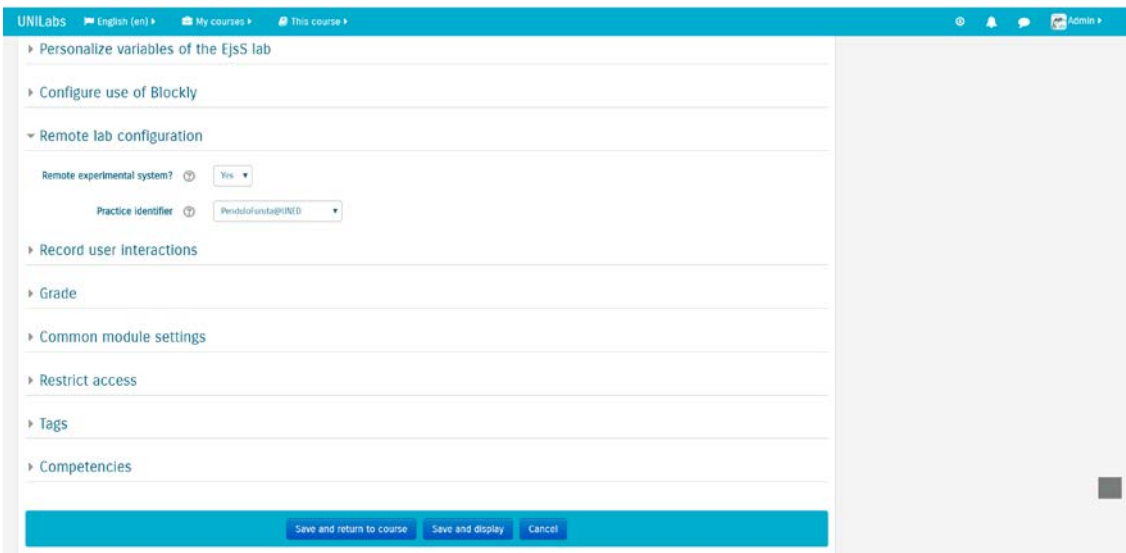 UNILabs English (en) My courses This course Admin
Personalize variables of the EjsS lab
Configure use of Blockly
Remote lab configuration
Remote experimental system? Yes
Practice identifier PenduloFuruta@UNED
Record user interactions
Grade
Common module settings
Restrict access
Tags
Competencies
Save and return to course Save and display Cancel